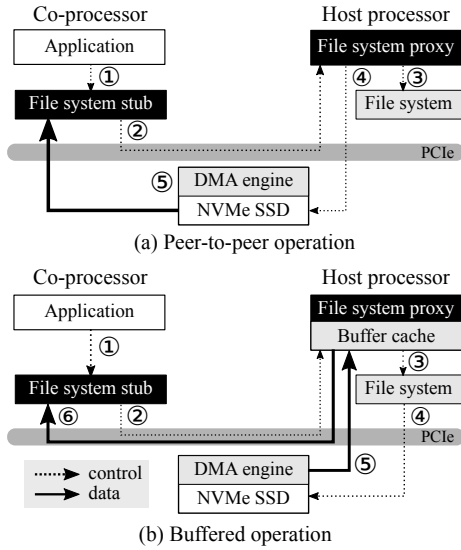 Co-processor
Host processor
Application
File system proxy
①
④
③
File system stub
②
File system
PCIe
⑤
DMA engine
NVMe SSD
(a) Peer-to-peer operation
Co-processor
Host processor
Application
File system proxy
Buffer cache
①
③
File system stub
File system
⑥
②
④
PCIe
control
data
DMA engine
⑤
NVMe SSD
(b) Buffered operation